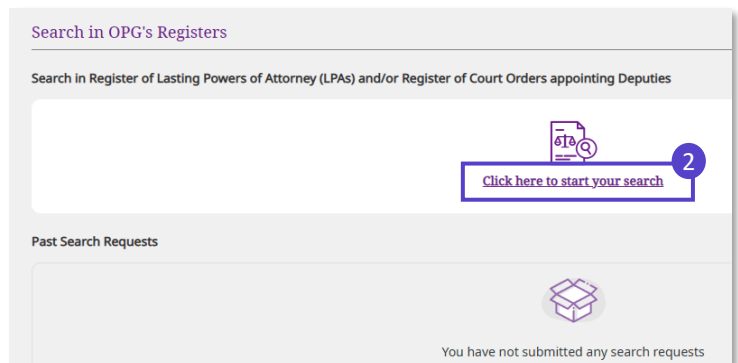 Search in OPG's Registers
Search in Register of Lasting Powers of Attorney (LPAs) and/or Register of Court Orders appointing Deputies
2
Click here to start your search
Past Search Requests
You have not submitted any search requests